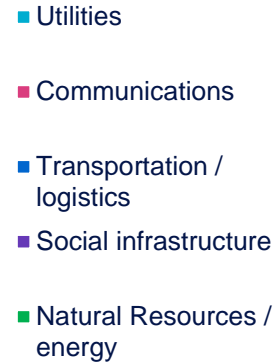 Utilities
Communications
Transportation /
logistics
Social infrastructure
Natural Resources /
energy